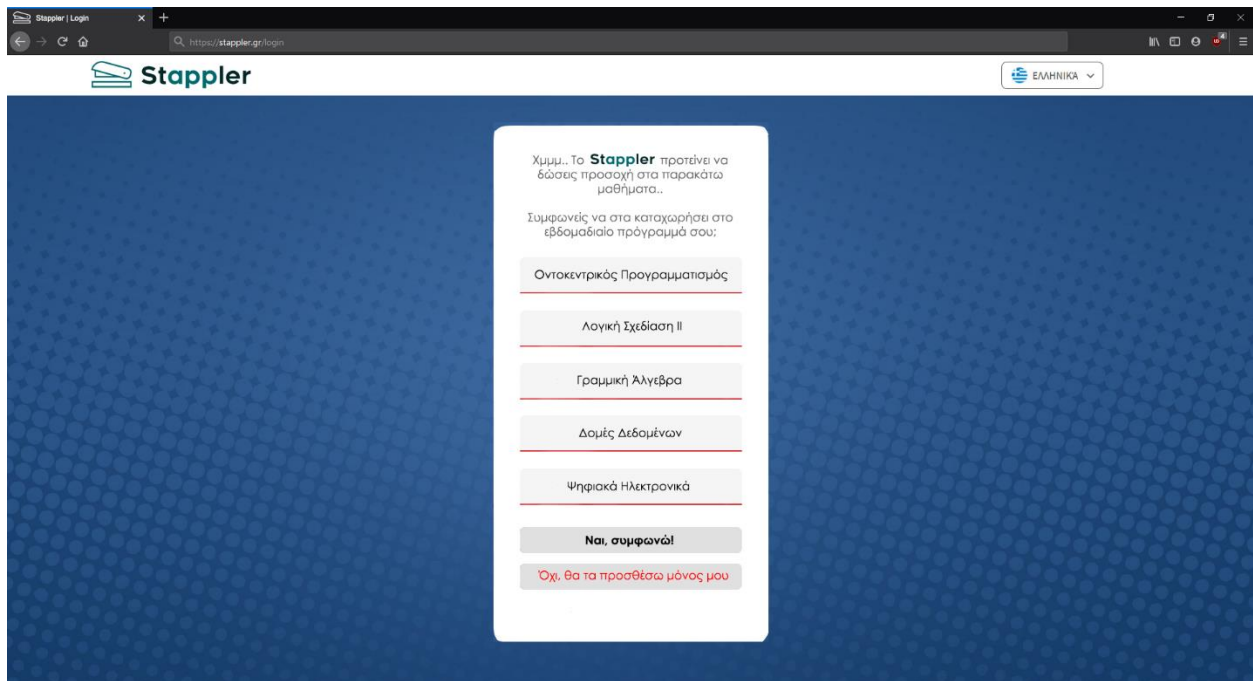 Stappler | Login
https://stappler.gr/login
Stappler
ΕΛΛΗΝΙΚΆ
Χμμμ.. Το Stappler προτείνει να
δώσεις προσοχή στα παρακάτω
μαθήματα..
Συμφωνείς να στα καταχωρήσει στο
εβδομαδιαίο πρόγραμμά σου;
Οντοκεντρικός Προγραμματισμός
Λογική Σχεδίαση ΙΙ
Γραμμική Άλγεβρα
Δομές Δεδομένων
Ψηφιακά Ηλεκτρονικά
Ναι, συμφωνώ!
Όχι, θα τα προσθέσω μόνος μου